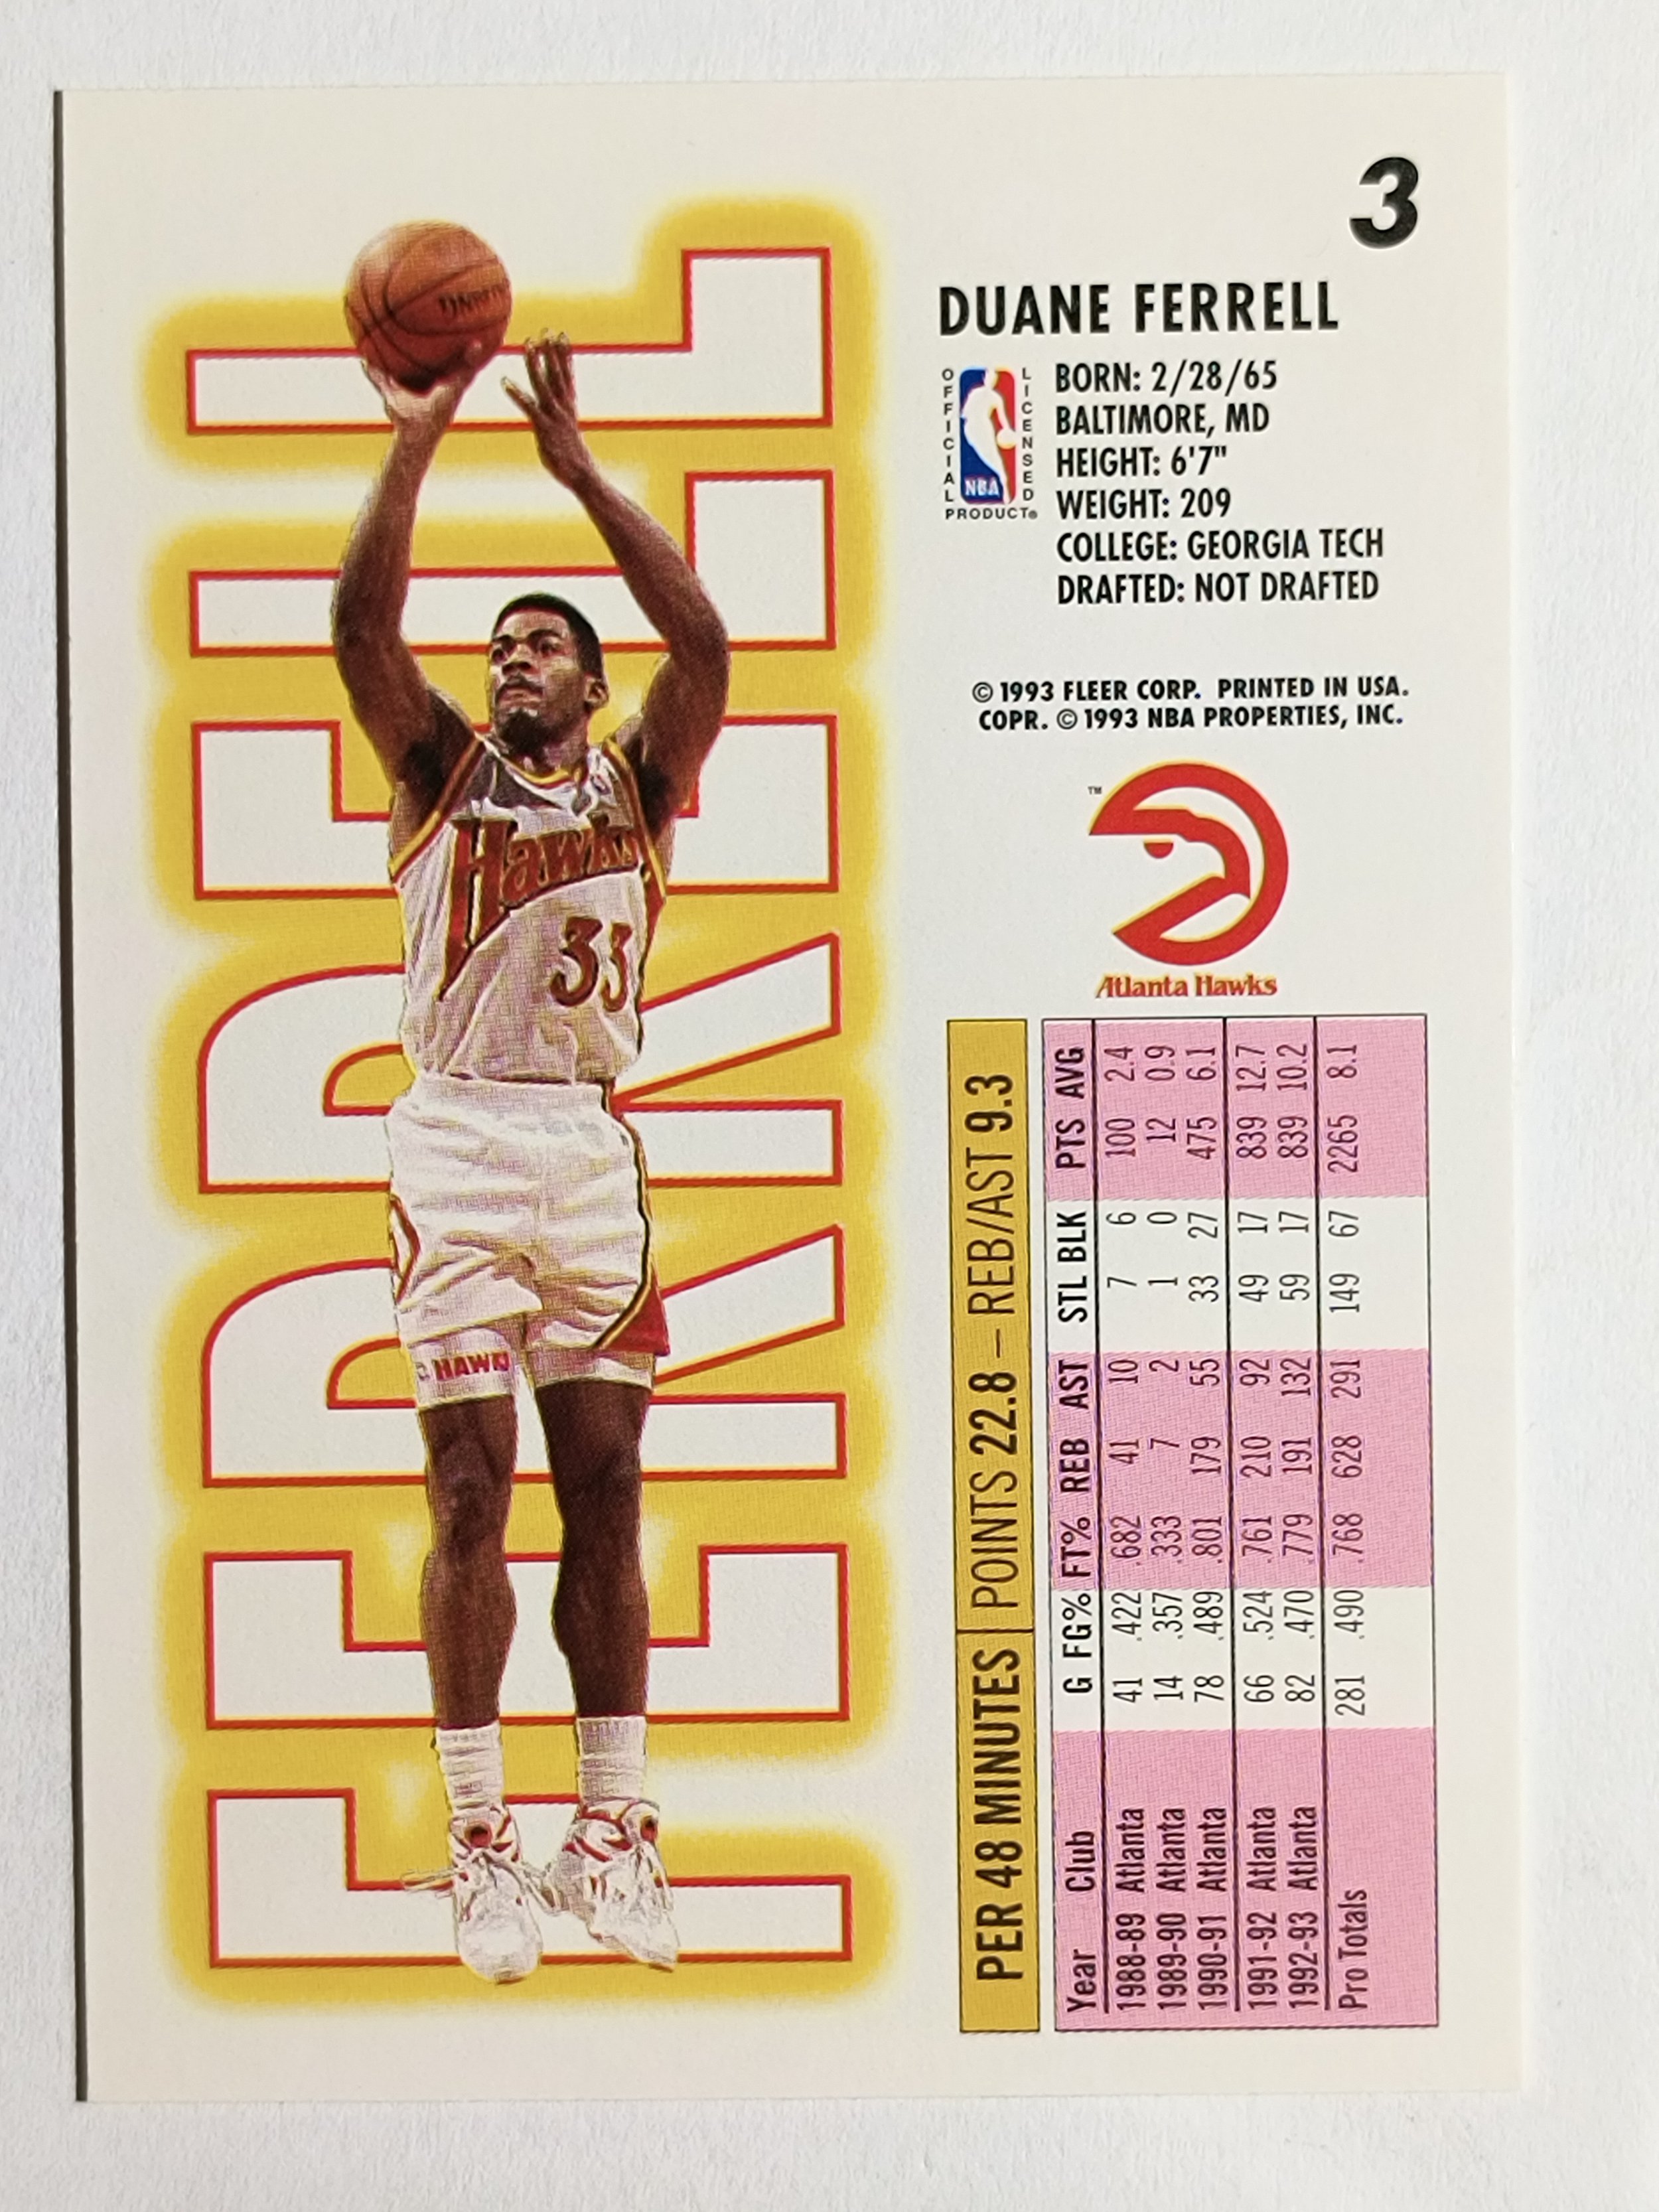 3
DUANE FERRELL
OFFICIAL LICENSED
NBA
PRODUCT®
BORN: 2/28/65
BALTIMORE, MD
HEIGHT: 6'7"
WEIGHT: 209
COLLEGE: GEORGIA TECH
DRAFTED: NOT DRAFTED
© 1993 FLEER CORP. PRINTED IN USA.
COPR. © 1993 NBA PROPERTIES, INC.
™
Atlanta Hawks
FERRELL
Hawks
33
HAWKS
PER 48 MINUTES POINTS 22.8 – REB/AST 9.3
Year Club G FG% FT% REB AST STL BLK PTS AVG
1988-89 Atlanta 41 .422 .682 41 10 7 6 100 2.4
1989-90 Atlanta 14 .357 .333 7 2 1 0 12 0.9
1990-91 Atlanta 78 .489 .801 179 55 33 27 475 6.1
1991-92 Atlanta 66 .524 .761 210 92 49 17 839 12.7
1992-93 Atlanta 82 .470 .779 191 132 59 17 839 10.2
Pro Totals 281 .490 .768 628 291 149 67 2265 8.1